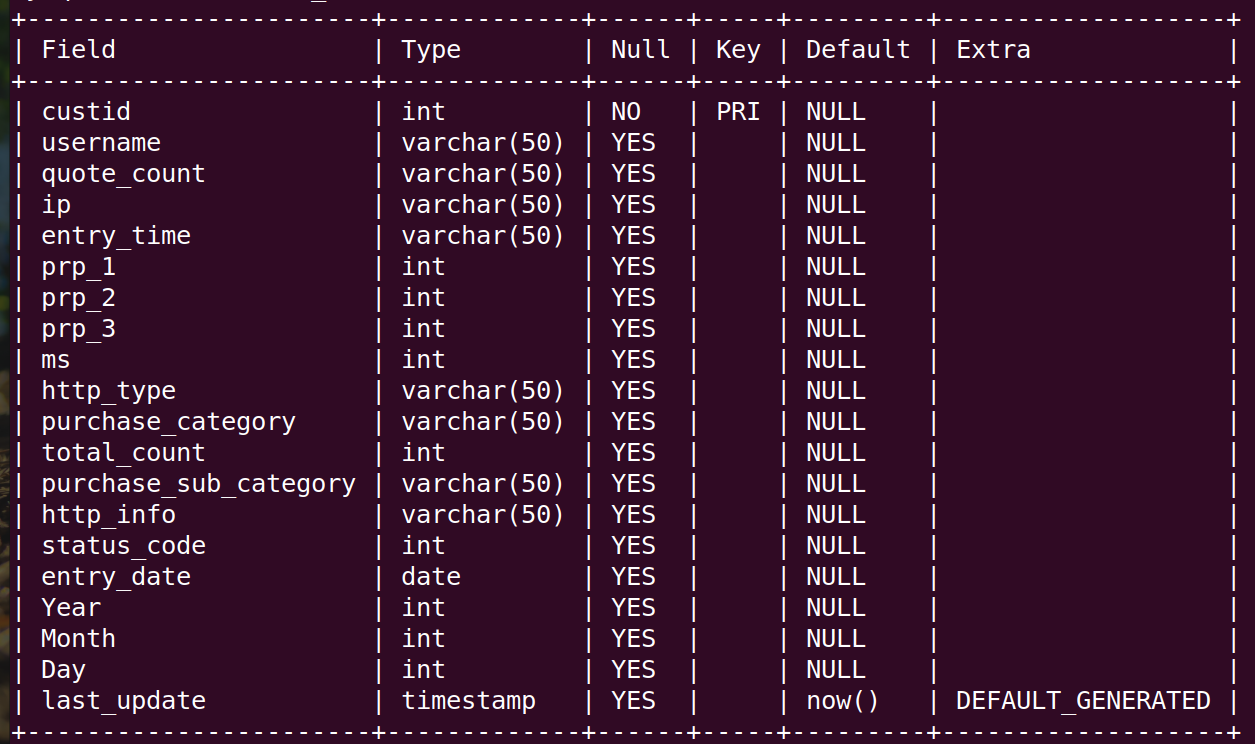 +------------------------+-------------+------+-----+---------+-------------------+
| Field                 | Type        | Null | Key | Default | Extra             |
+-----------------------+-------------+------+-----+---------+-------------------+
| custid                | int         | NO   | PRI | NULL    |                   |
| username              | varchar(50) | YES  |     | NULL    |                   |
| quote_count           | varchar(50) | YES  |     | NULL    |                   |
| ip                    | varchar(50) | YES  |     | NULL    |                   |
| entry_time            | varchar(50) | YES  |     | NULL    |                   |
| prp_1                 | int         | YES  |     | NULL    |                   |
| prp_2                 | int         | YES  |     | NULL    |                   |
| prp_3                 | int         | YES  |     | NULL    |                   |
| ms                    | int         | YES  |     | NULL    |                   |
| http_type             | varchar(50) | YES  |     | NULL    |                   |
| purchase_category     | varchar(50) | YES  |     | NULL    |                   |
| total_count           | int         | YES  |     | NULL    |                   |
| purchase_sub_category | varchar(50) | YES  |     | NULL    |                   |
| http_info             | varchar(50) | YES  |     | NULL    |                   |
| status_code           | int         | YES  |     | NULL    |                   |
| entry_date            | date        | YES  |     | NULL    |                   |
| Year                  | int         | YES  |     | NULL    |                   |
| Month                 | int         | YES  |     | NULL    |                   |
| Day                   | int         | YES  |     | NULL    |                   |
| last_update           | timestamp   | YES  |     | now()   | DEFAULT_GENERATED |
+-----------------------+-------------+------+-----+---------+-------------------+